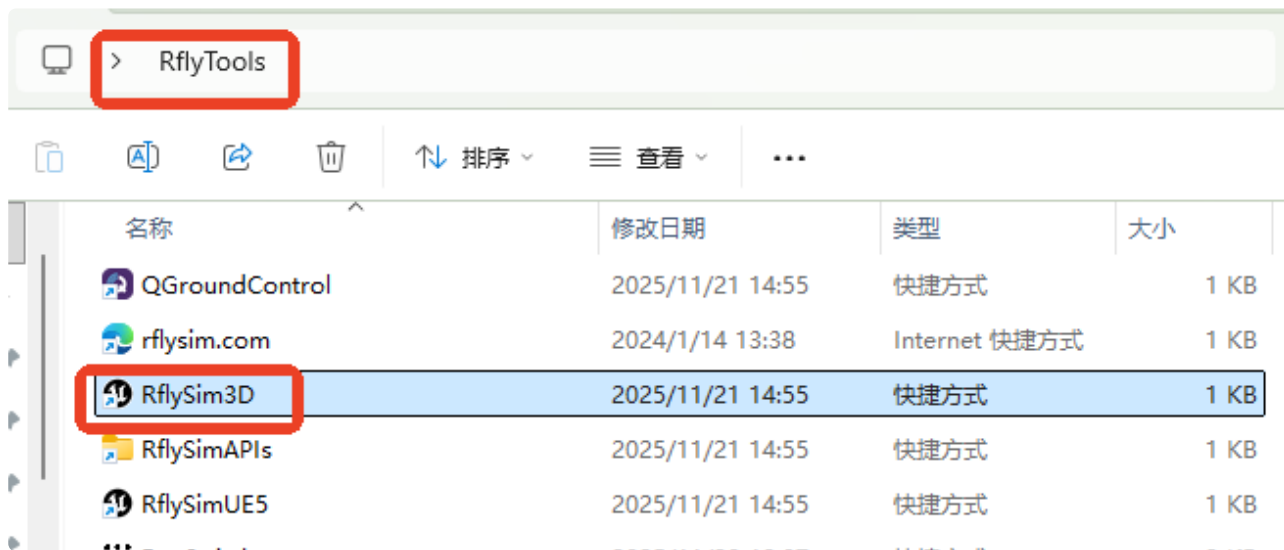 RflyTools
排序 查看
名称 修改日期 类型 大小
QGroundControl 2025/11/21 14:55 快捷方式 1 KB
rflysim.com 2024/1/14 13:38 Internet 快捷方式 1 KB
RflySim3D 2025/11/21 14:55 快捷方式 1 KB
RflySimAPIs 2025/11/21 14:55 快捷方式 1 KB
RflySimUE5 2025/11/21 14:55 快捷方式 1 KB